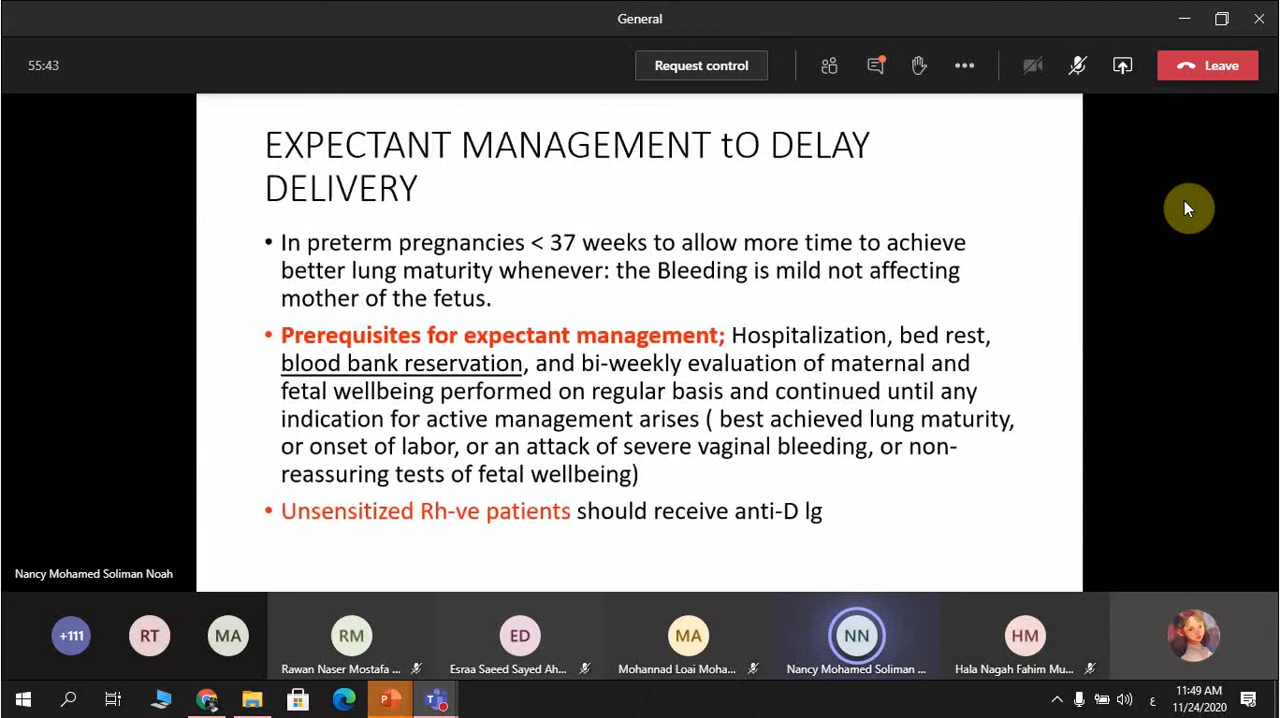 General
55:43
Request control
Leave
EXPECTANT MANAGEMENT tO DELAY
DELIVERY
• In preterm pregnancies < 37 weeks to allow more time to achieve
better lung maturity whenever: the Bleeding is mild not affecting
mother of the fetus.
• Prerequisites for expectant management; Hospitalization, bed rest,
blood bank reservation, and bi-weekly evaluation of maternal and
fetal wellbeing performed on regular basis and continued until any
indication for active management arises ( best achieved lung maturity,
or onset of labor, or an attack of severe vaginal bleeding, or non-
reassuring tests of fetal wellbeing)
• Unsensitized Rh-ve patients should receive anti-D lg
Nancy Mohamed Soliman Noah
+111 RT MA RM ED MA NN HM
Rawan Naser Mostafa ... Esraa Saeed Sayed Ah... Mohannad Loai Moha... Nancy Mohamed Soliman ... Hala Nagah Fahim Mu...
ع
11:49 AM
11/24/2020